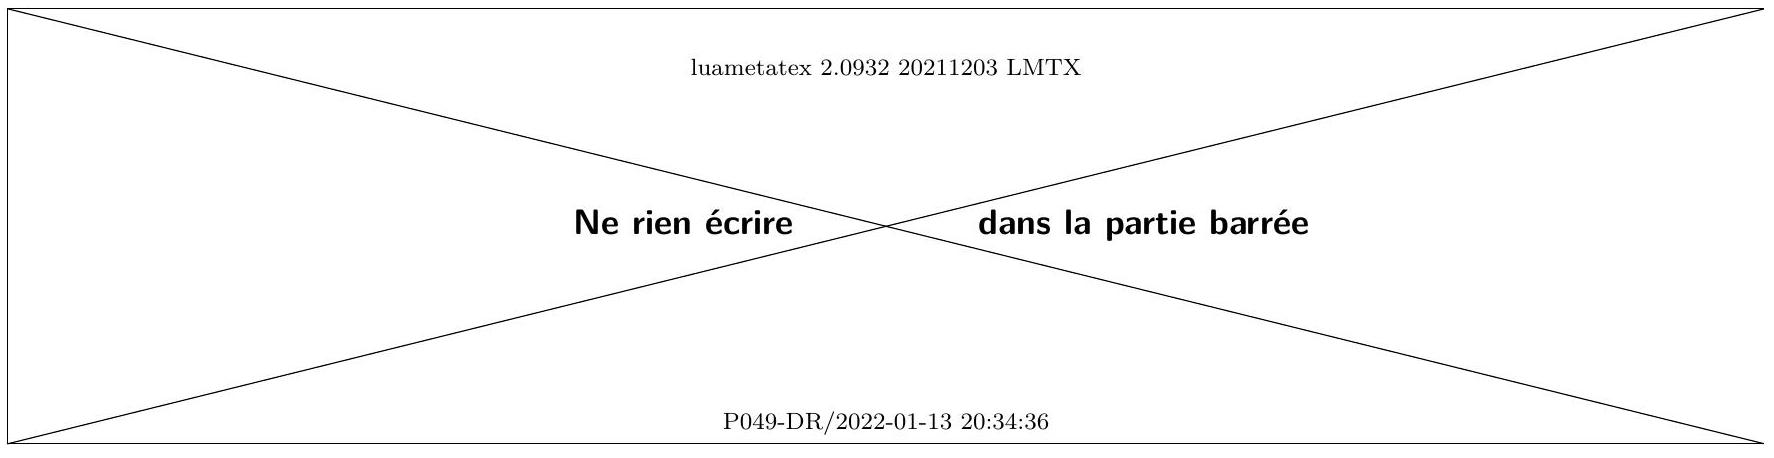 luametatex 2.0932 20211203 LMTX
Ne rien écrire dans la partie barrée
P049-DR/2022-01-13 20:34:36